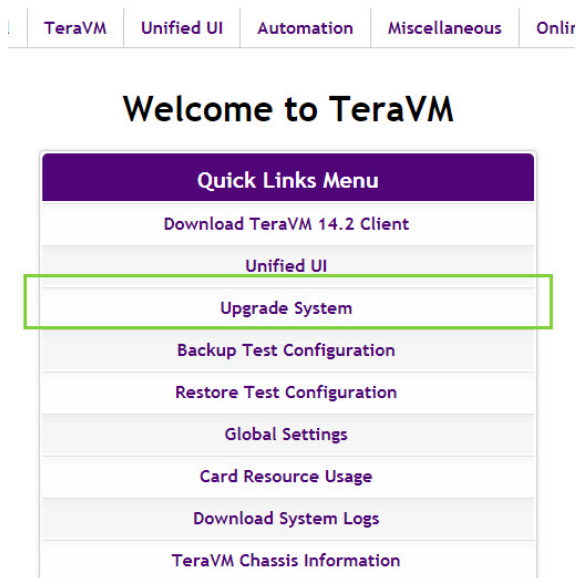 TeraVM Unified UI Automation Miscellaneous
Welcome to TeraVM
Quick Links Menu
Download TeraVM 14.2 Client
Unified UI
Upgrade System
Backup Test Configuration
Restore Test Configuration
Global Settings
Card Resource Usage
Download System Logs
TeraVM Chassis Information